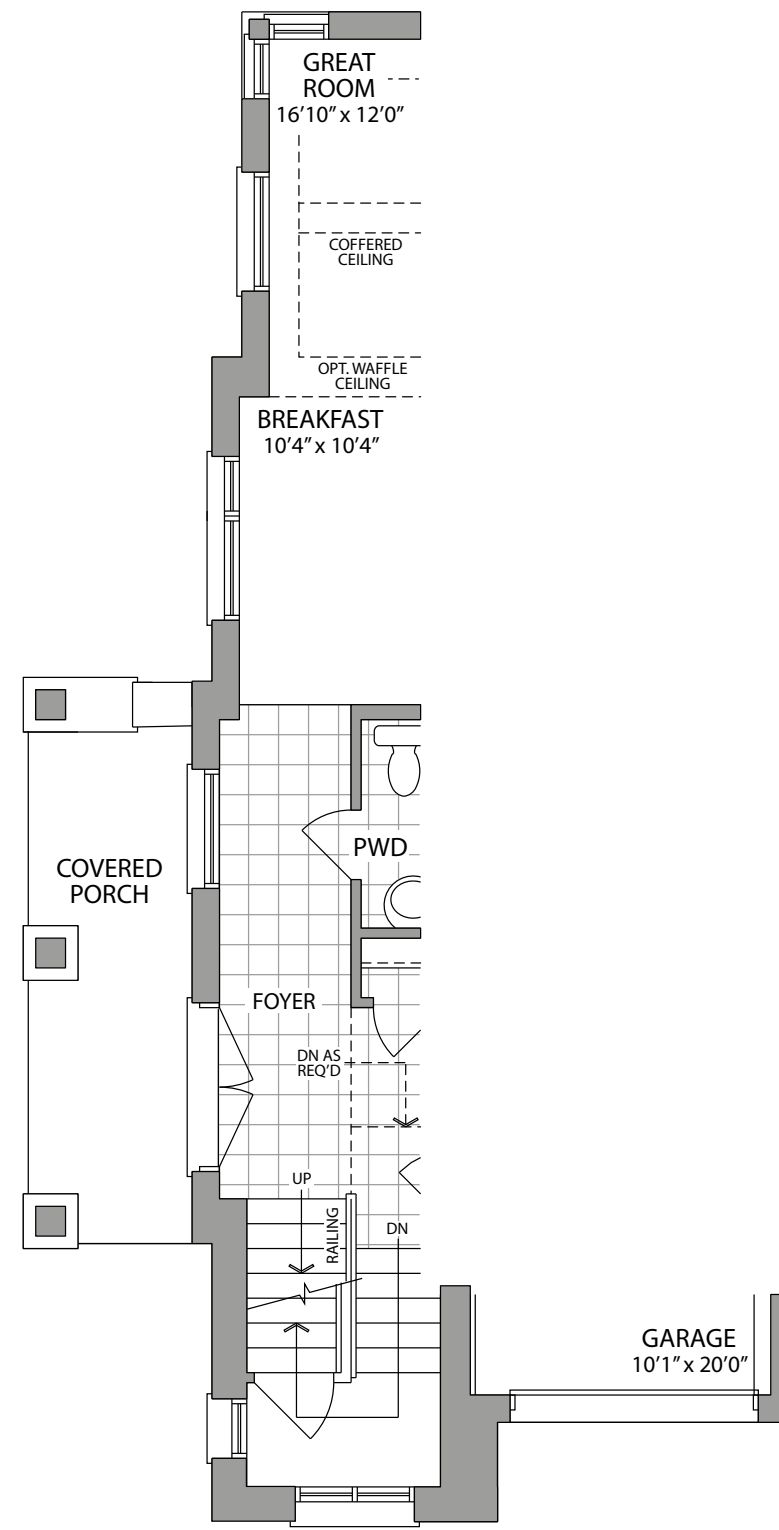 GREAT
ROOM
16’10” x 12’0”
COFFERED
CEILING
OPT. WAFFLE
CEILING
BREAKFAST
10’4” x 10’4”
COVERED
PORCH
PWD
FOYER
DN AS
REQ’D
UP
RAILING
DN
GARAGE
10’1” x 20’0”